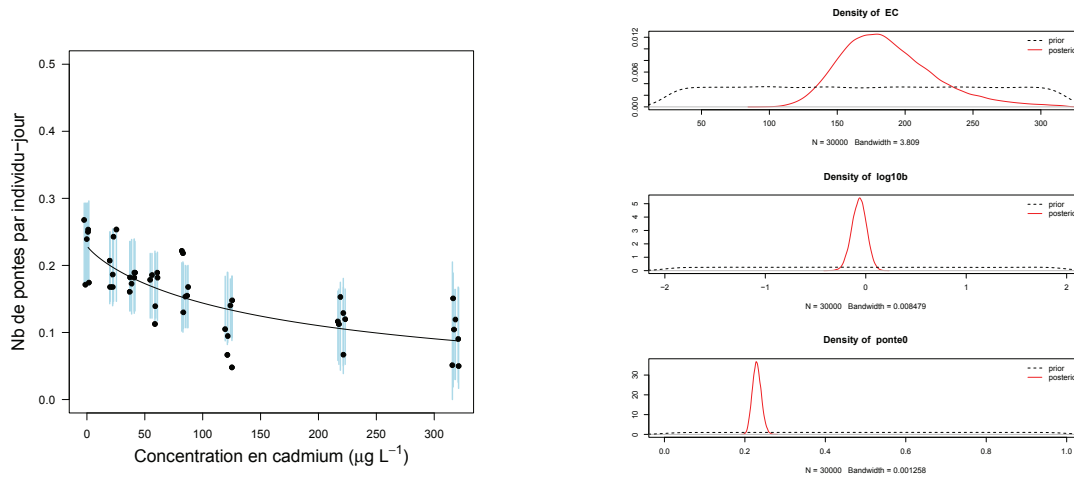 Nb de pontes par individu−jour
0.5
0.4
0.3
0.2
0.1
0.0
0 50 100 150 200 250 300
Concentration en cadmium (μg L−1)
Density of EC
0.012
0.006
0.000
prior
posterio
50 100 150 200 250 300
N = 30000 Bandwidth = 3.809
Density of log10b
5
4
3
2
1
0
prior
posterio
−2 −1 0 1 2
N = 30000 Bandwidth = 0.008479
Density of ponte0
30
20
10
0
prior
posterio
0.0 0.2 0.4 0.6 0.8 1.0
N = 30000 Bandwidth = 0.001258